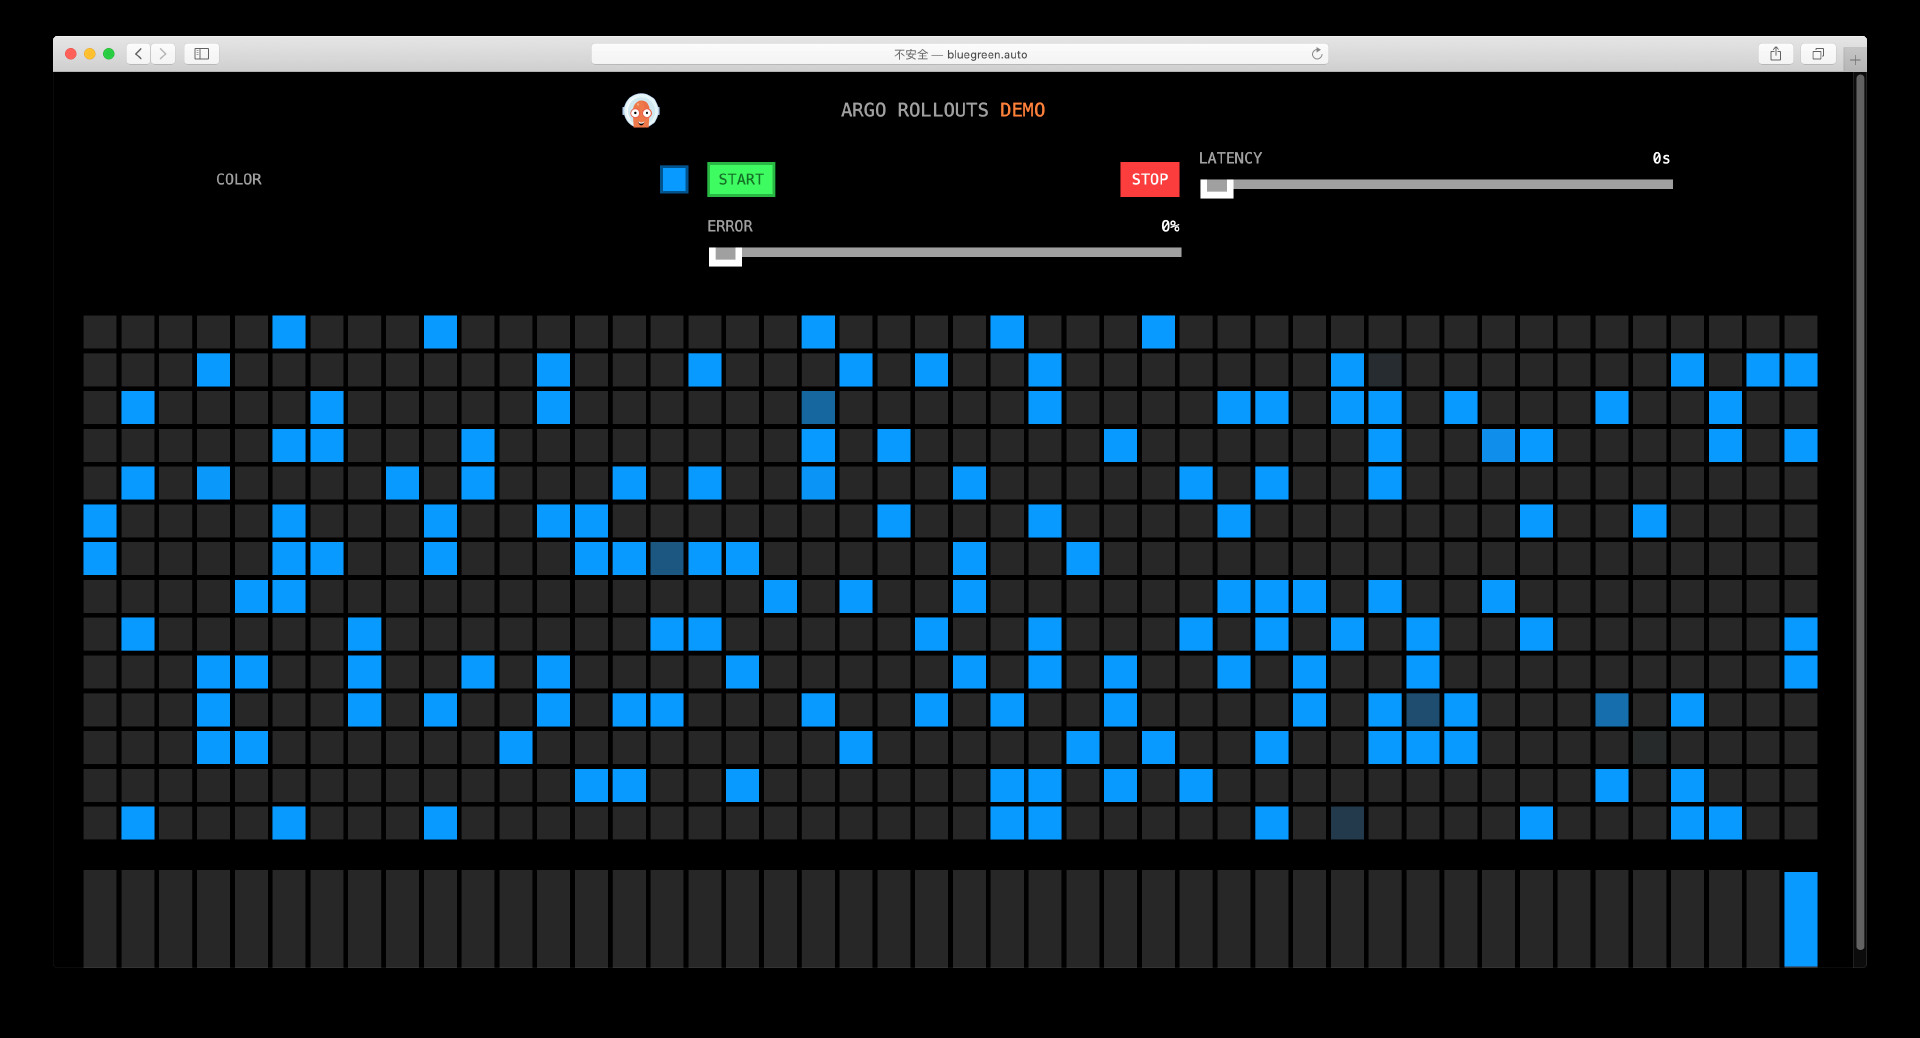 不安全 — bluegreen.auto
ARGO ROLLOUTS DEMO
COLOR
START
STOP
LATENCY 0s
ERROR 0%